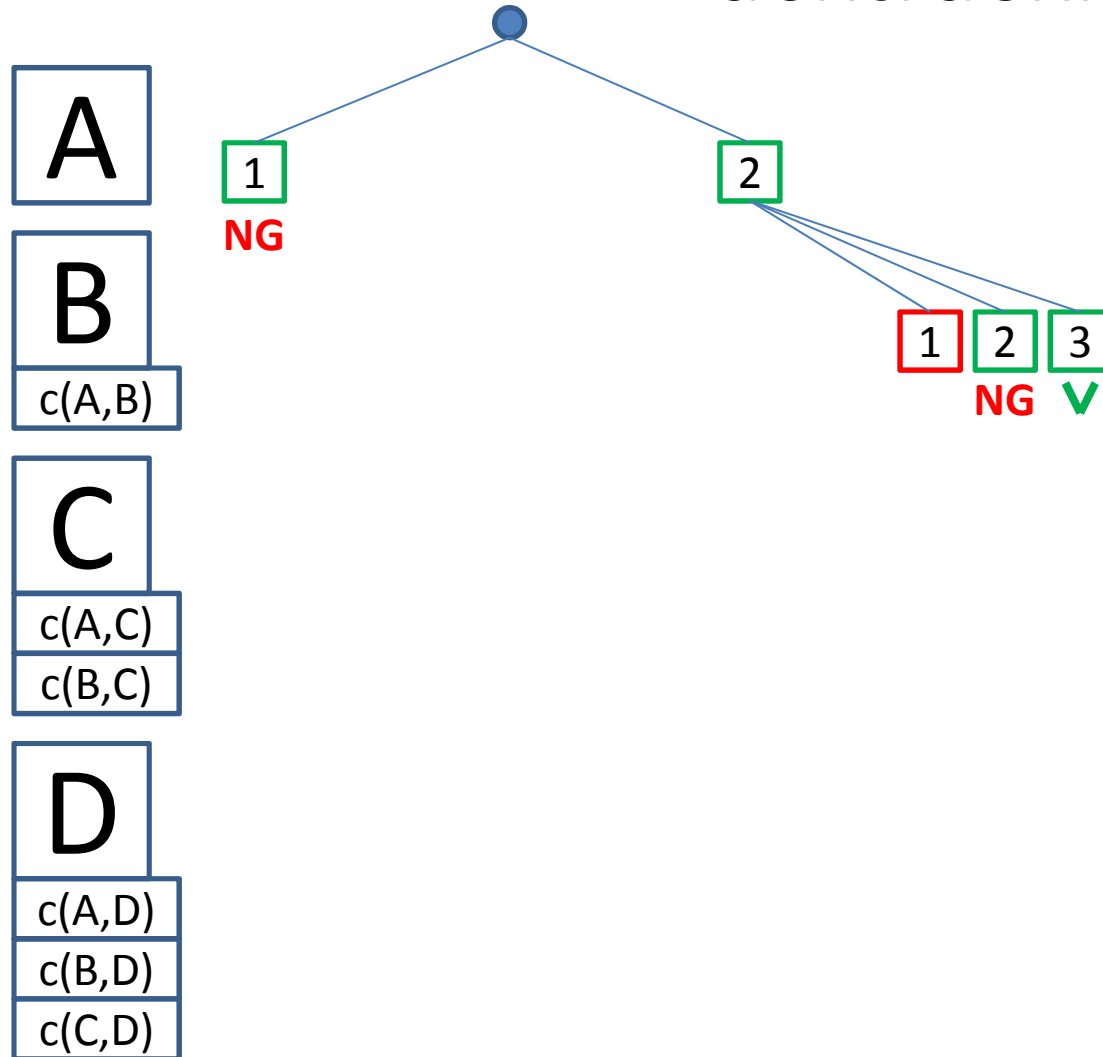 A
1 2
NG
B
1 2 3
c(A,B)
NG V
C
c(A,C)
c(B,C)
D
c(A,D)
c(B,D)
c(C,D)